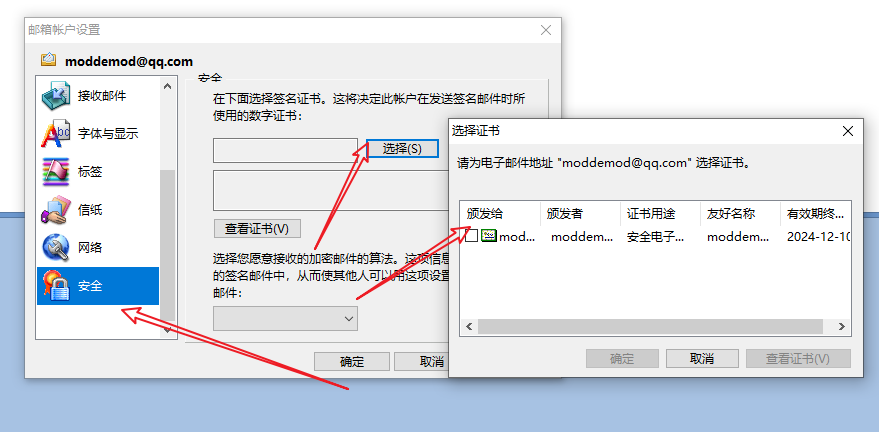 邮箱帐户设置
moddemod@qq.com
接收邮件
字体与显示
标签
信纸
网络
安全
安全
在下面选择签名证书。这将决定此帐户在发送签名邮件时所
使用的数字证书:
选择(S)
查看证书(V)
选择您愿意接收的加密邮件的算法。这项信息
的签名邮件中，从而使其他人可以用这项设置
邮件:
确定
取消
选择证书
请为电子邮件地址 "moddemod@qq.com" 选择证书。
颁发给 颁发者 证书用途 友好名称 有效期终...
mod... moddem... 安全电子... moddem... 2024-12-10
确定
取消
查看证书(V)